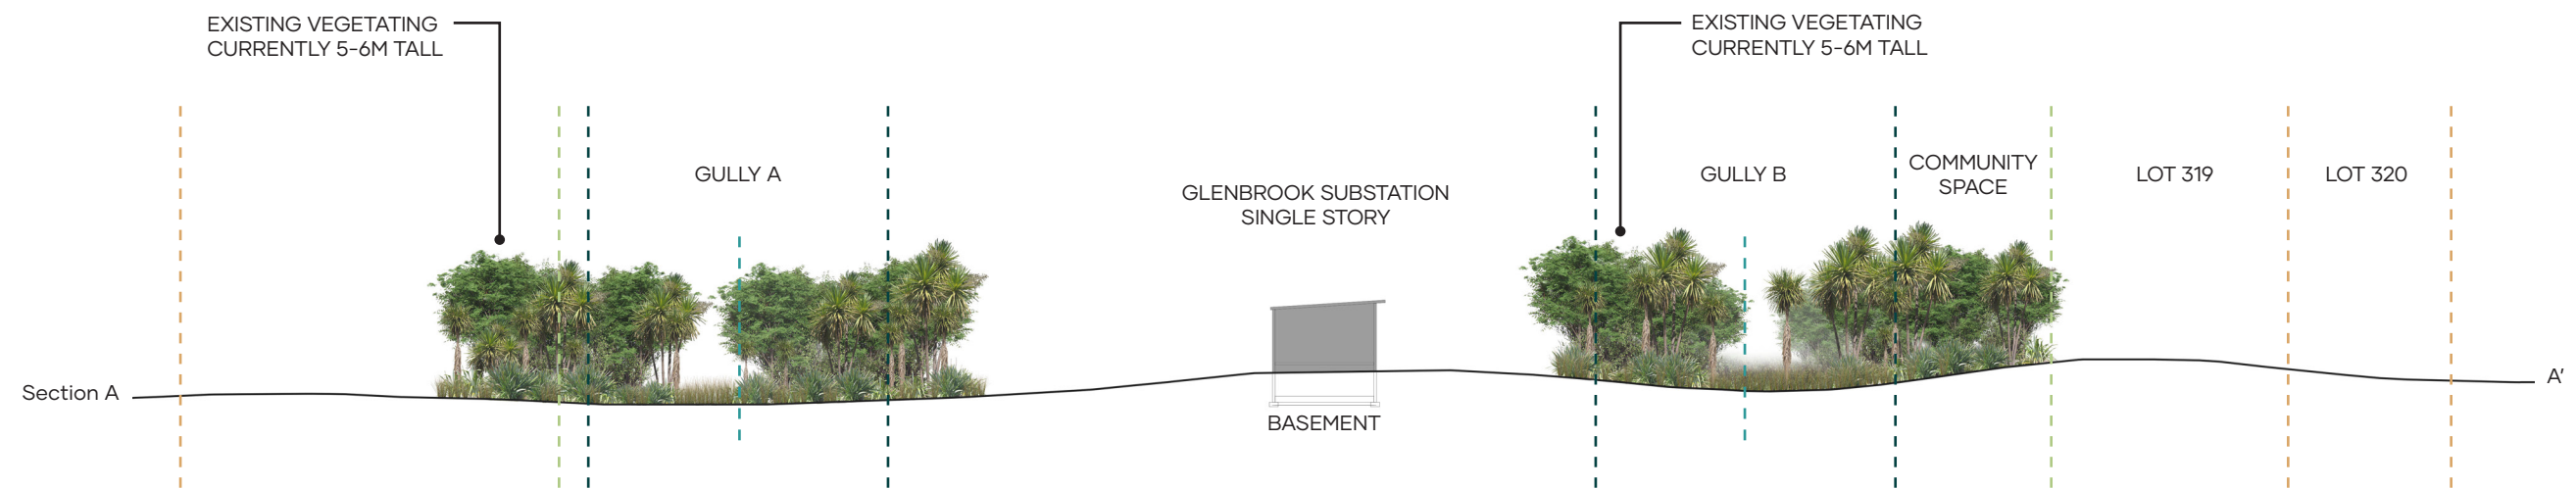 EXISTING VEGETATING
CURRENTLY 5-6M TALL
EXISTING VEGETATING
CURRENTLY 5-6M TALL
GULLY A
GLENBROOK SUBSTATION
SINGLE STORY
GULLY B
COMMUNITY
SPACE
LOT 319
LOT 320
Section A
A'
BASEMENT